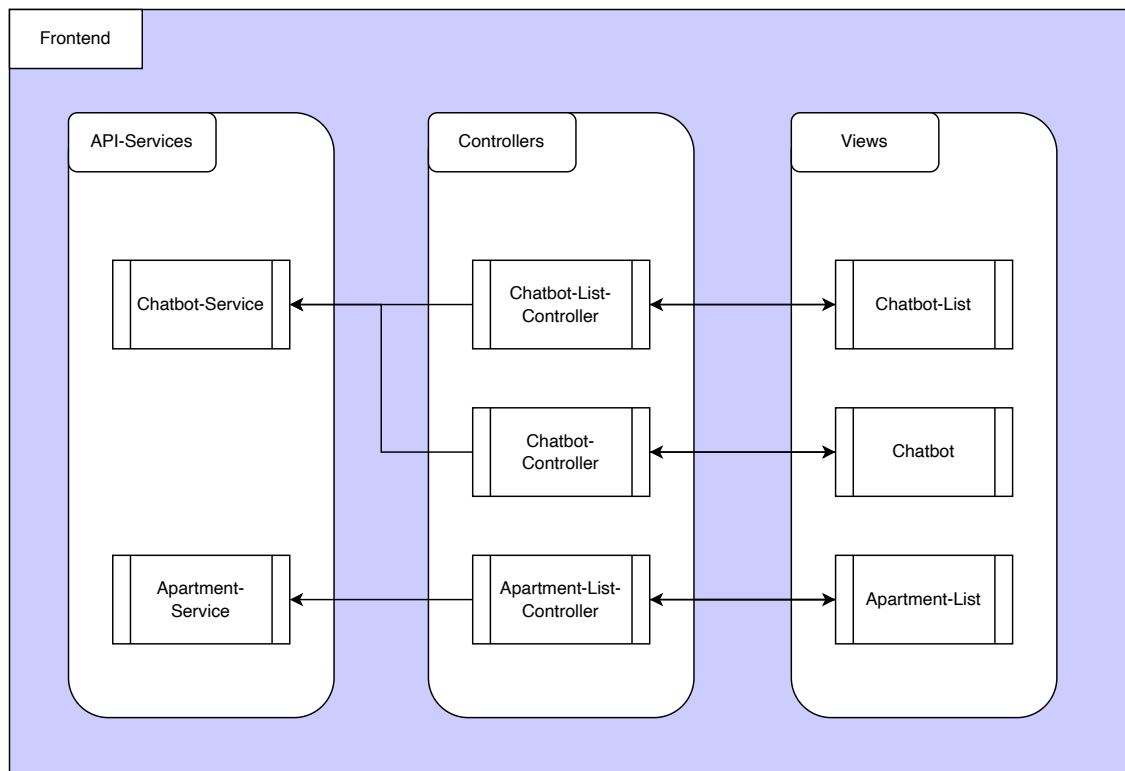 Frontend
API-Services
Controllers
Views
Chatbot-Service
Chatbot-List-
Controller
Chatbot-List
Chatbot-
Controller
Chatbot
Apartment-
Service
Apartment-List-
Controller
Apartment-List